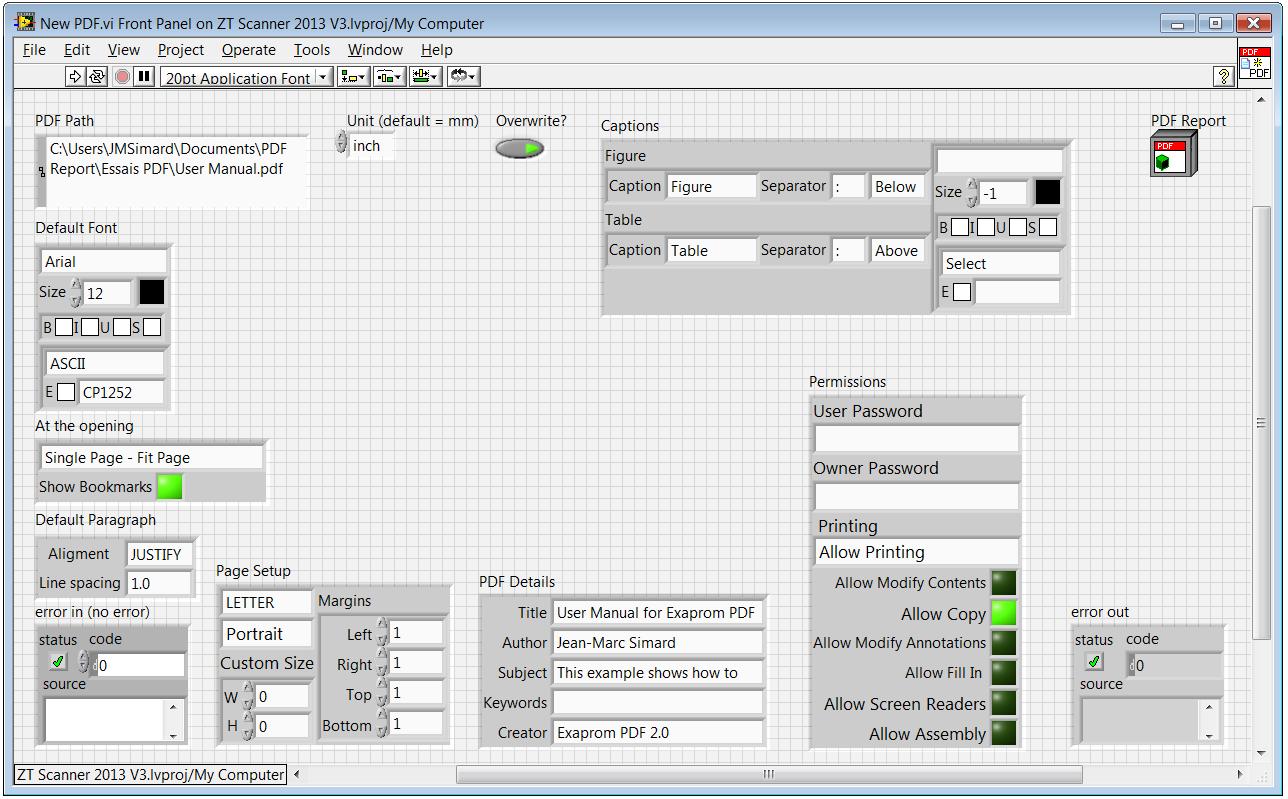 New PDF.vi Front Panel on ZT Scanner 2013 V3.lvproj/My Computer
File Edit View Project Operate Tools Window Help
20pt Application Font
?
PDF
PDF
PDF Path
C:\Users\JMSimard\Documents\PDF
Report\Essais PDF\User Manual.pdf
Unit (default = mm)
inch
Overwrite?
Captions
Figure
Caption Figure Separator : Below
Table
Caption Table Separator : Above
Size -1
B I U S
Select
E
PDF Report
PDF
Default Font
Arial
Size 12
B I U S
ASCII
E CP1252
At the opening
Single Page - Fit Page
Show Bookmarks
Default Paragraph
Aligment JUSTIFY
Line spacing 1.0
error in (no error)
status code
d 0
source
Page Setup
LETTER
Portrait
Custom Size
W 0
H 0
Margins
Left 1
Right 1
Top 1
Bottom 1
PDF Details
Title User Manual for Exaprom PDF
Author Jean-Marc Simard
Subject This example shows how to
Keywords
Creator Exaprom PDF 2.0
Permissions
User Password
Owner Password
Printing
Allow Printing
Allow Modify Contents
Allow Copy
Allow Modify Annotations
Allow Fill In
Allow Screen Readers
Allow Assembly
error out
status code
d 0
source
ZT Scanner 2013 V3.lvproj/My Computer